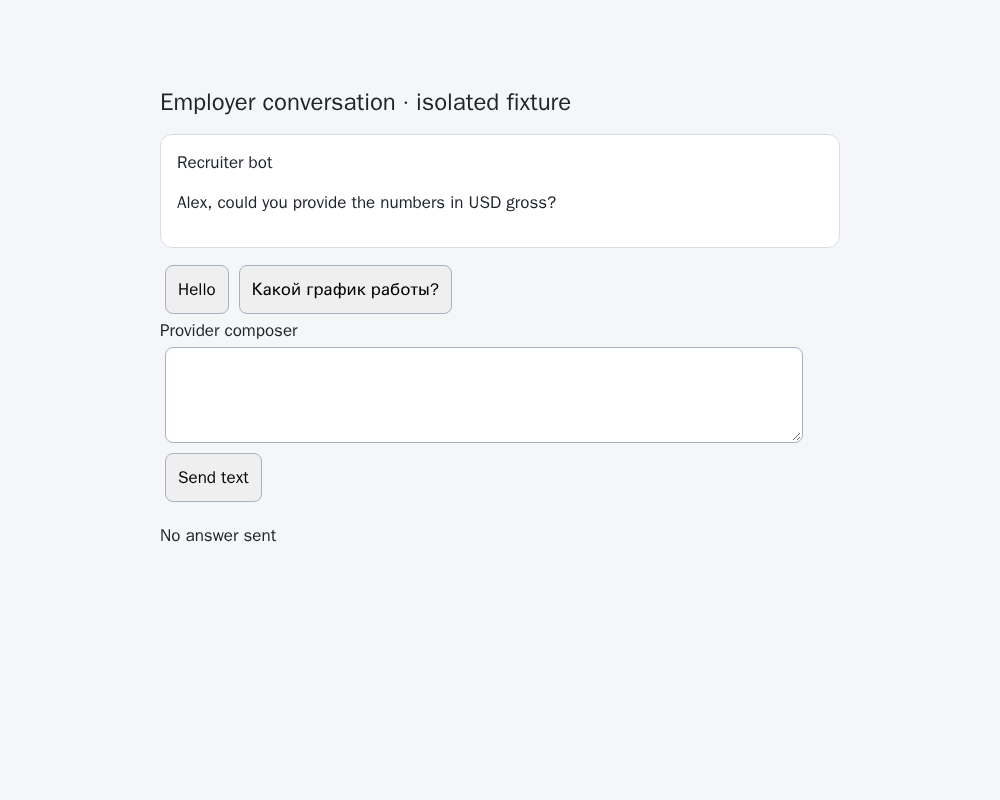 Employer conversation · isolated fixture
Recruiter bot
Alex, could you provide the numbers in USD gross?
Hello
Какой график работы?
Provider composer
Send text
No answer sent